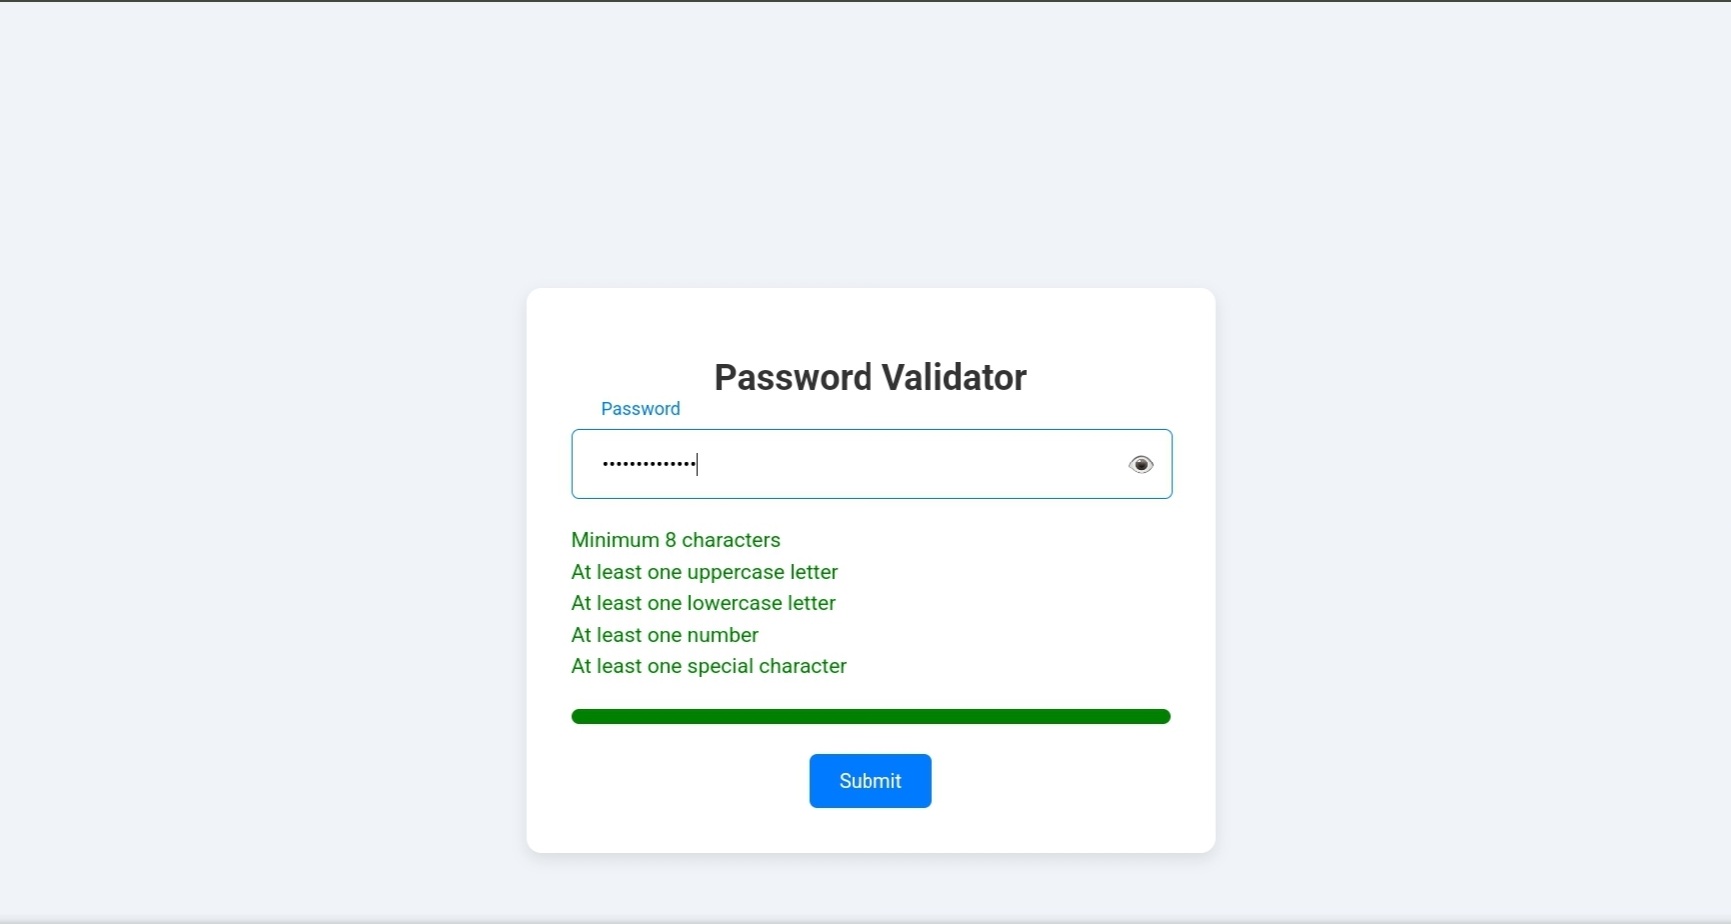 Password Validator
Password
••••••••••••••
Minimum 8 characters
At least one uppercase letter
At least one lowercase letter
At least one number
At least one special character
Submit